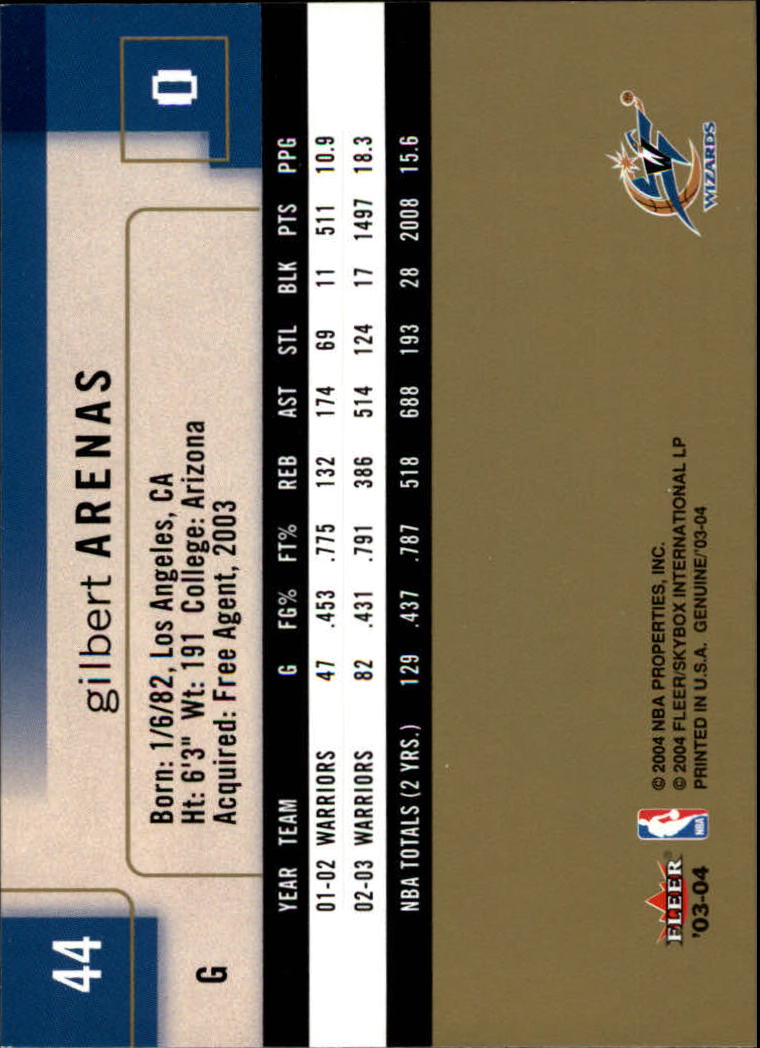 44
gilbert ARENAS
0
G
Born: 1/6/82, Los Angeles, CA
Ht: 6'3" Wt: 191 College: Arizona
Acquired: Free Agent, 2003
YEAR TEAM G FG% FT% REB AST STL BLK PTS PPG
01-02 WARRIORS 47 .453 .775 132 174 69 11 511 10.9
02-03 WARRIORS 82 .431 .791 386 514 124 17 1497 18.3
NBA TOTALS (2 YRS.) 129 .437 .787 518 688 193 28 2008 15.6
FLEER®
'03-04
NBA
© 2004 NBA PROPERTIES, INC.
© 2004 FLEER/SKYBOX INTERNATIONAL LP
PRINTED IN U.S.A. GENUINE/'03-04
W
WIZARDS